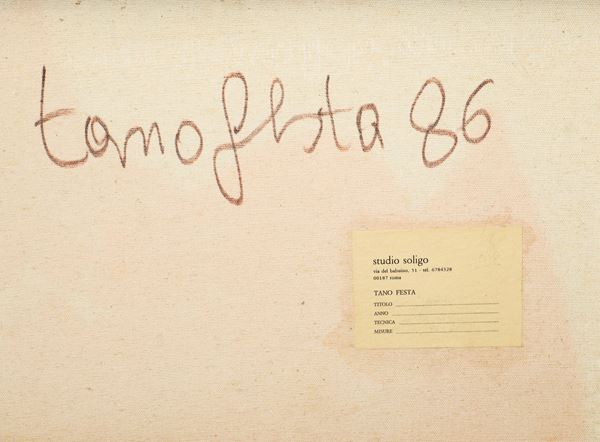 tano festa 86
studio soligo
via del babuino, 51 - tel. 6784328
00187 roma
TANO FESTA
TITOLO
ANNO
TECNICA
MISURE